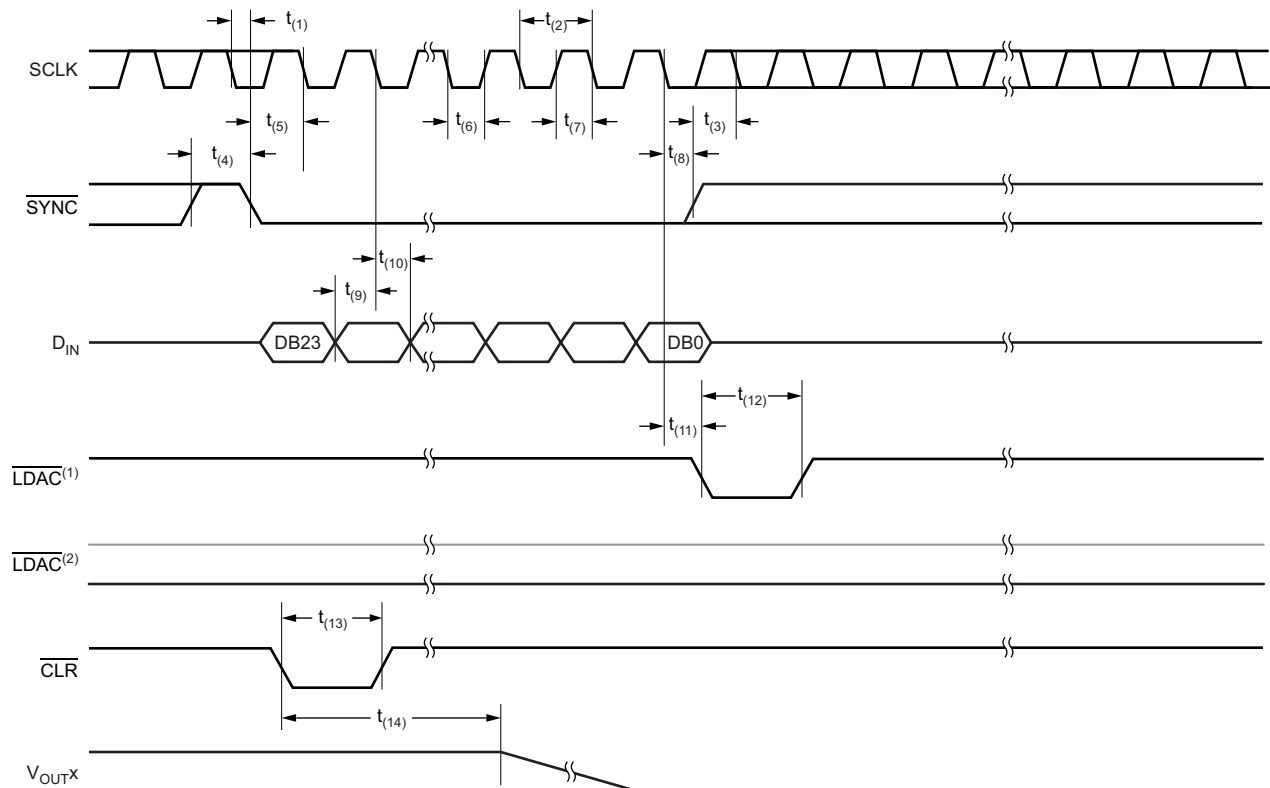 t(1)
t(2)
SCLK
t(5)
t(6)
t(7)
t(3)
t(4)
t(8)
SYNC
t(10)
t(9)
DIN
DB23
DB0
t(12)
t(11)
LDAC(1)
LDAC(2)
t(13)
CLR
t(14)
VOUTx